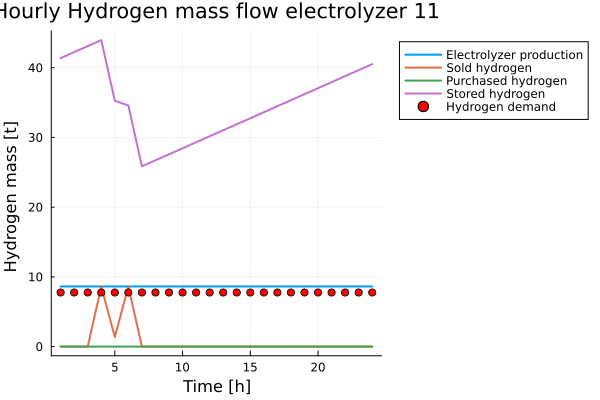 Hourly Hydrogen mass flow electrolyzer 11
Electrolyzer production
Sold hydrogen
Purchased hydrogen
Stored hydrogen
Hydrogen demand
Hydrogen mass [t]
40
30
20
10
0
5 10 15 20
Time [h]